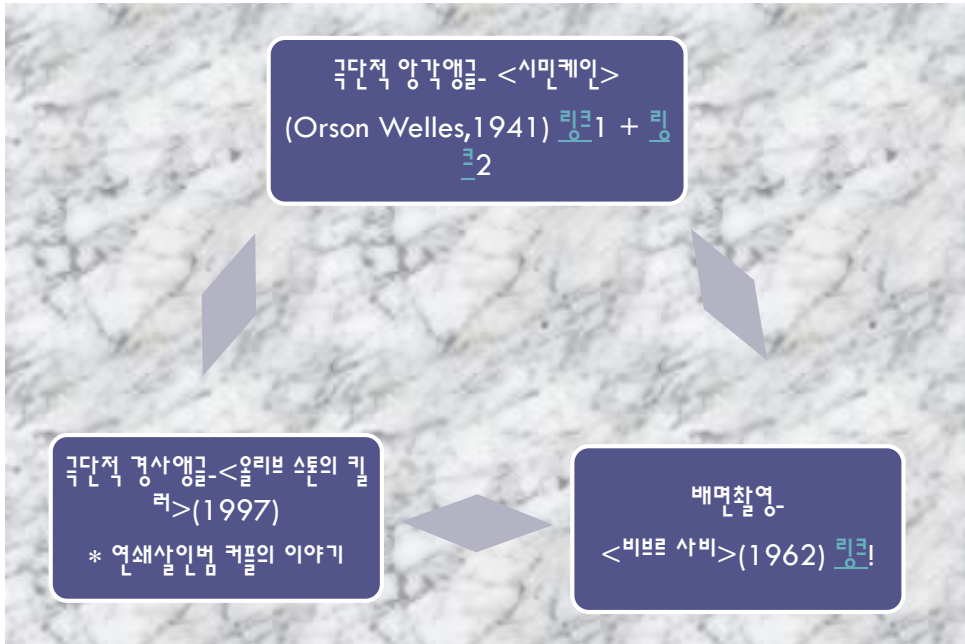 극단적 앙각앵글- <시민케인>
(Orson Welles,1941) 링크1 + 링
크2
극단적 경사앵글-<올리브 스톤의 킬
러>(1997)
* 연쇄살인범 커플의 이야기
배면촬영-
<비브르 사비>(1962) 링크!